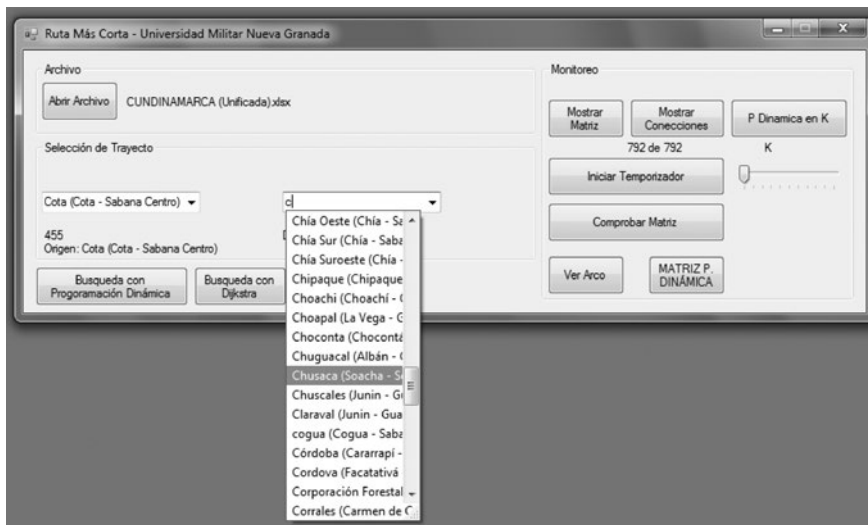 Ruta Más Corta - Universidad Militar Nueva Granada
Archivo
Abrir Archivo
CUNDINAMARCA (Unificada).xlsx
Selección de Trayecto
Cota (Cota - Sabana Centro)
c
455
Origen: Cota (Cota - Sabana Centro)
Busqueda con
Progoramación Dinámica
Busqueda con
Dijkstra
Chía Oeste (Chía - Sa
Chía Sur (Chía - Saba
Chía Suroeste (Chía -
Chipaque (Chipaque
Choachi (Choachí - C
Choapal (La Vega - G
Choconta (Chocontá
Chuguacal (Albán - G
Chusaca (Soacha - S
Chuscales (Junin - Gu
Claraval (Junin - Gua
cogua (Cogua - Saba
Córdoba (Cararrapí -
Cordova (Facatativá
Corporación Forestal
Corrales (Carmen de C
Monitoreo
Mostrar
Matriz
Mostrar
Conecciones
P Dinamica en K
792 de 792
K
Iniciar Temporizador
Comprobar Matriz
Ver Arco
MATRIZ P.
DINÁMICA